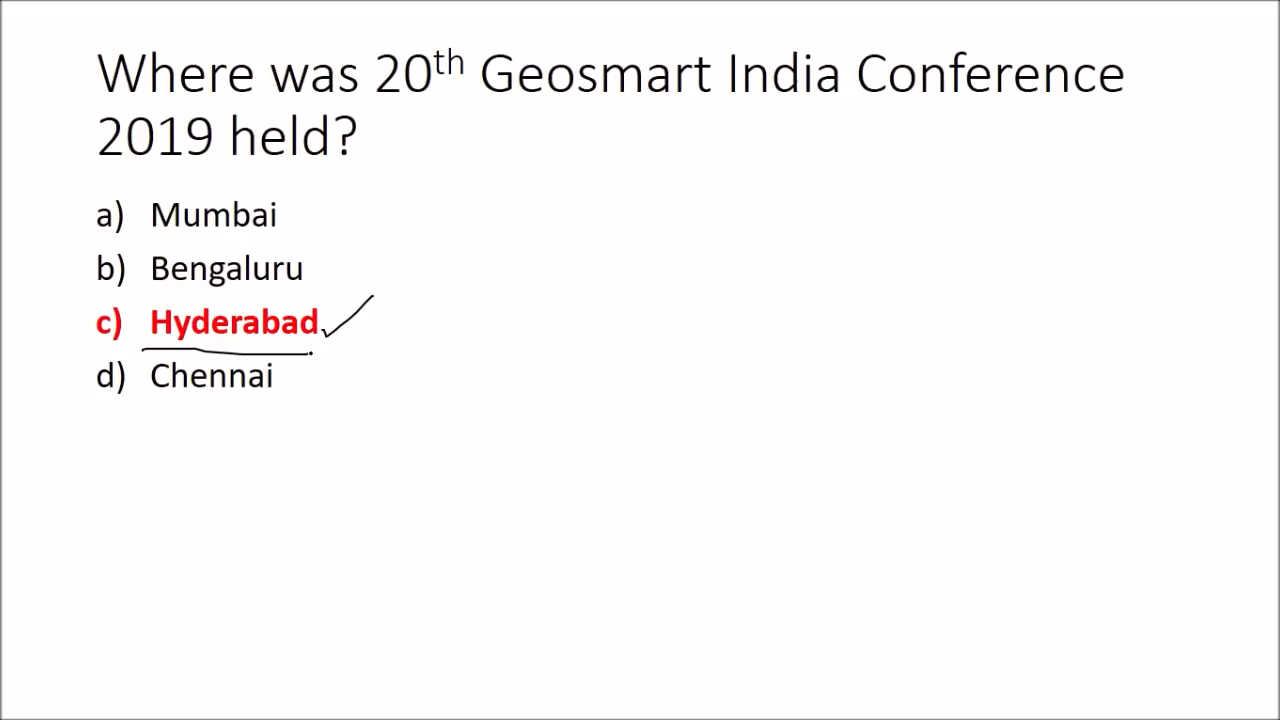 Where was 20th Geosmart India Conference
2019 held?
a) Mumbai
b) Bengaluru
c) Hyderabad
d) Chennai